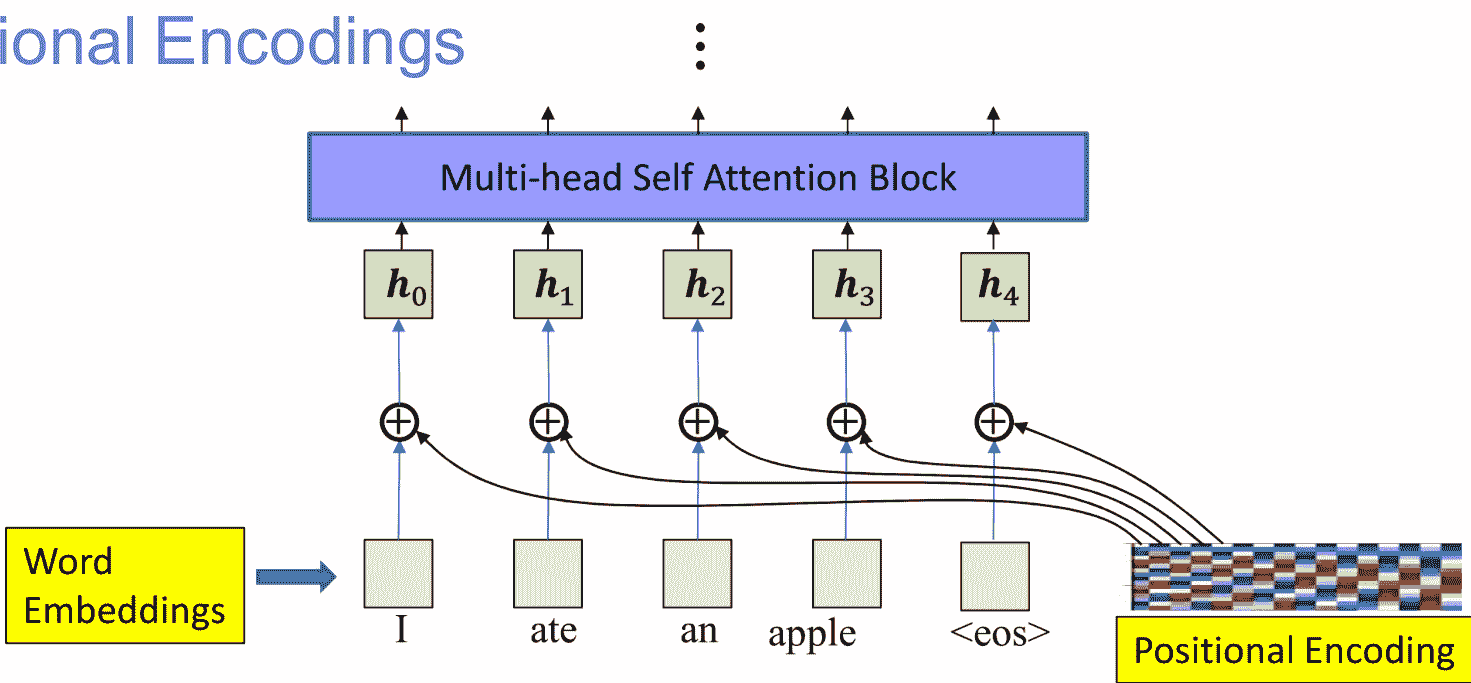 ional Encodings
Multi-head Self Attention Block
h₀ h₁ h₂ h₃ h₄
Word
Embeddings
I ate an apple <eos>
Positional Encoding